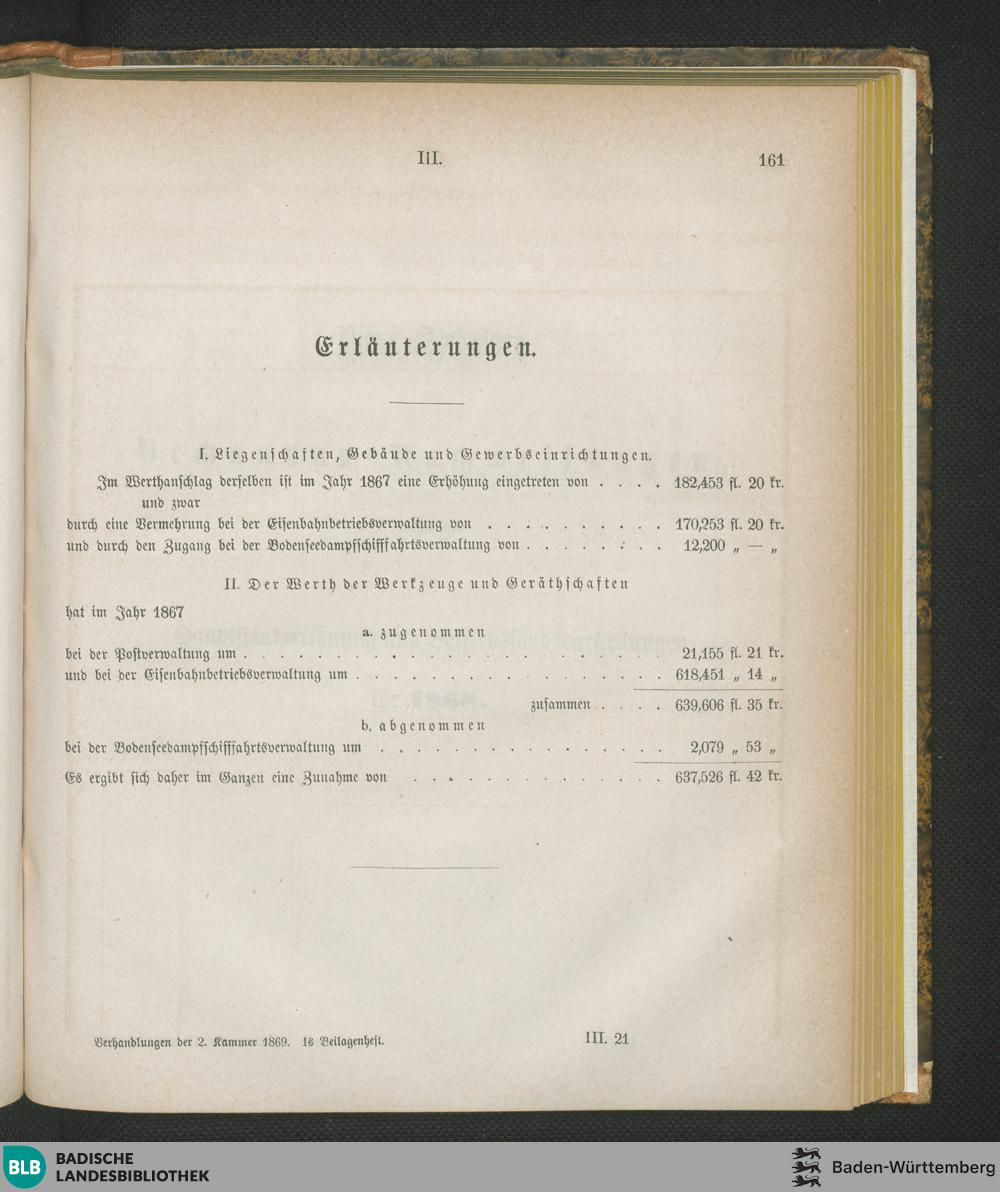 III.
161
Erläuterungen.
I. Liegenschaften, Gebäude und Gewerbseinrichtungen.
Im Werthanschlag derselben ist im Jahr 1867 eine Erhöhung eingetreten von . . . . 182,453 fl. 20 kr.
und zwar
durch eine Vermehrung bei der Eisenbahnbetriebsverwaltung von . . . . . . . . . . 170,253 fl. 20 kr.
und durch den Zugang bei der Bodenseedampfschifffahrtsverwaltung von . . . . . . . . 12,200 „ — „
II. Der Werth der Werkzeuge und Geräthschaften
hat im Jahr 1867
a. zugenommen
bei der Postverwaltung um . . . . . . . . . . . . . . . . . . . . . . . 21,155 fl. 21 kr.
und bei der Eisenbahnbetriebsverwaltung um . . . . . . . . . . . . . . . . . 618,451 „ 14 „
zusammen . . . . 639,606 fl. 35 kr.
b. abgenommen
bei der Bodenseedampfschifffahrtsverwaltung um . . . . . . . . . . . . . . . . 2,079 „ 53 „
Es ergibt sich daher im Ganzen eine Zunahme von . . . . . . . . . . . . . . 637,526 fl. 42 kr.
Verhandlungen der 2. Kammer 1869. 1s Beilagenheft.
III. 21
BLB
BADISCHE
LANDESBIBLIOTHEK
Baden-Württemberg